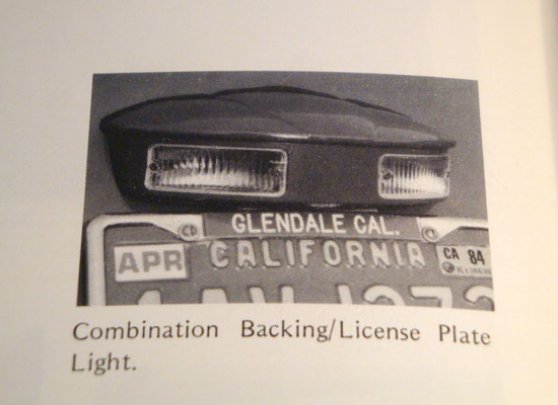 GLENDALE CAL.
APR CALIFORNIA CA 84
Combination Backing/License Plate
Light.